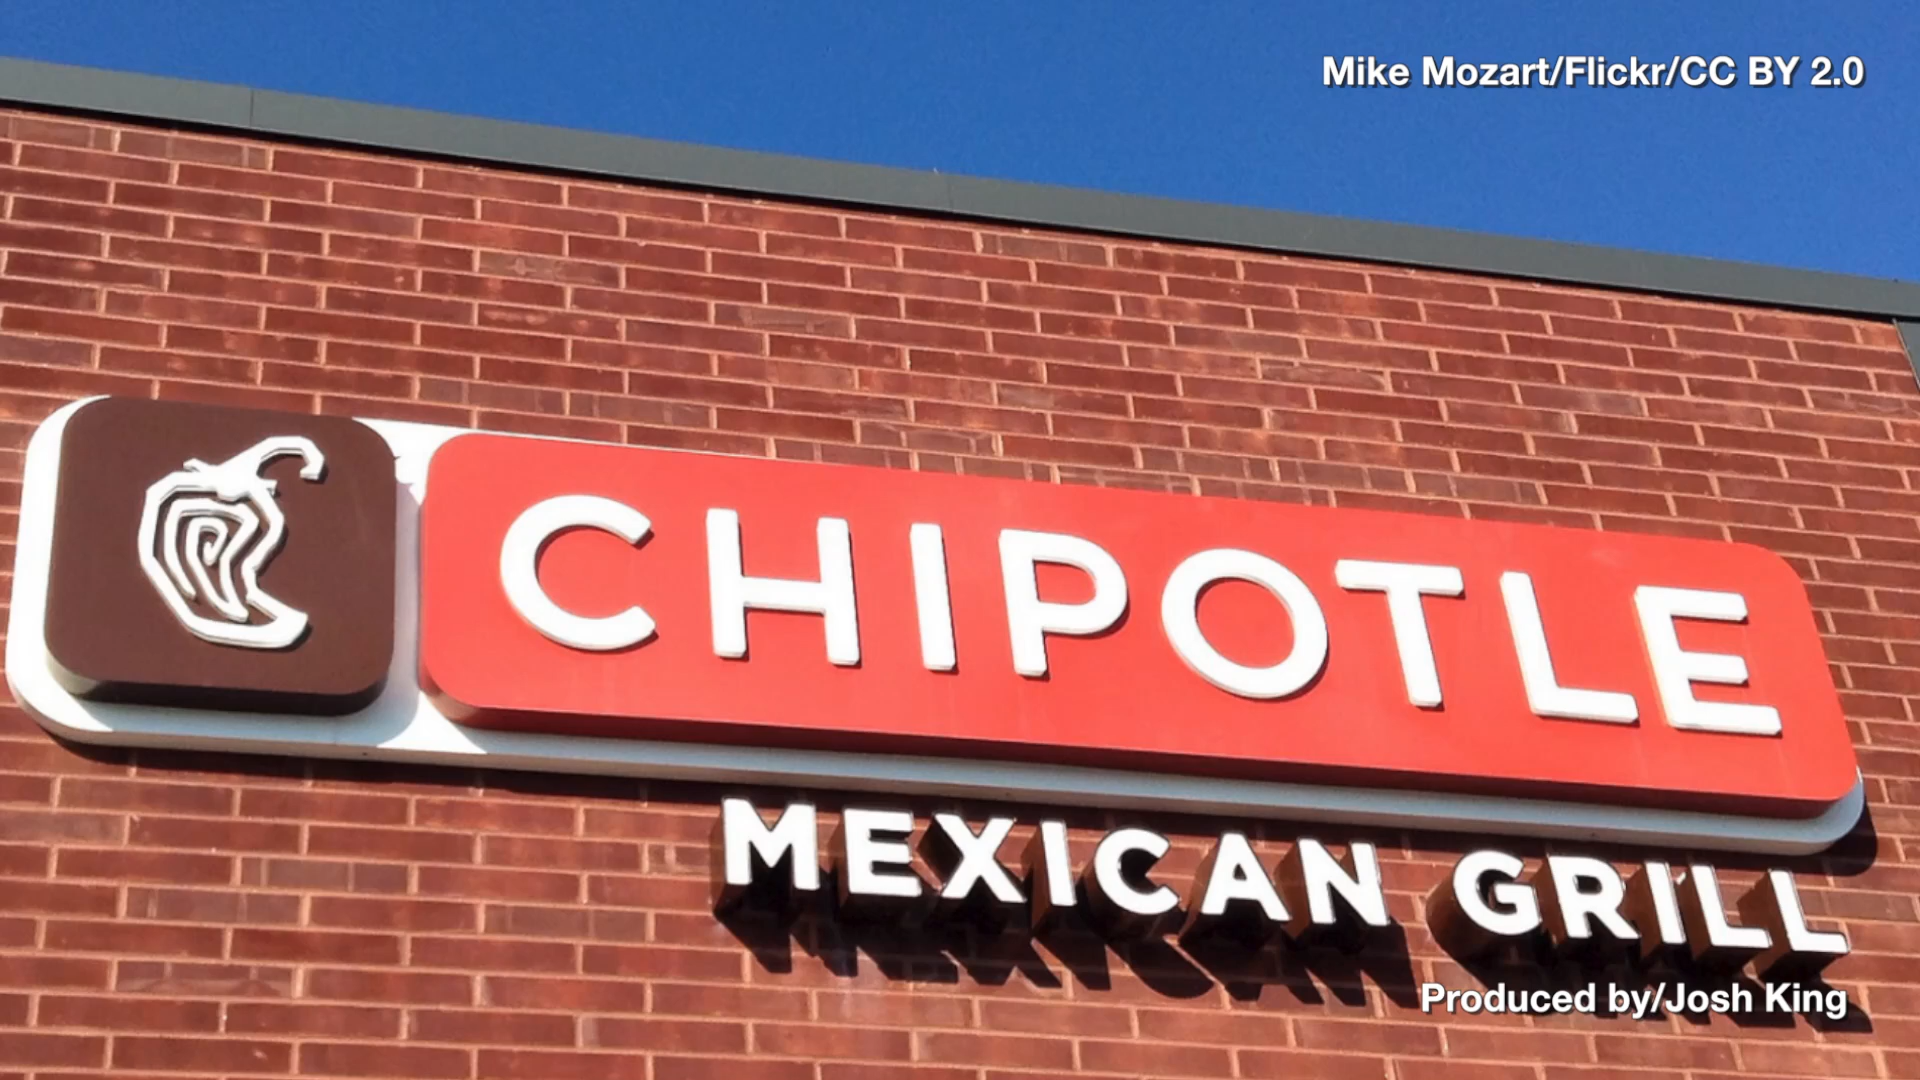 Mike Mozart/Flickr/CC BY 2.0
CHIPOTLE
MEXICAN GRILL
Produced by/Josh King